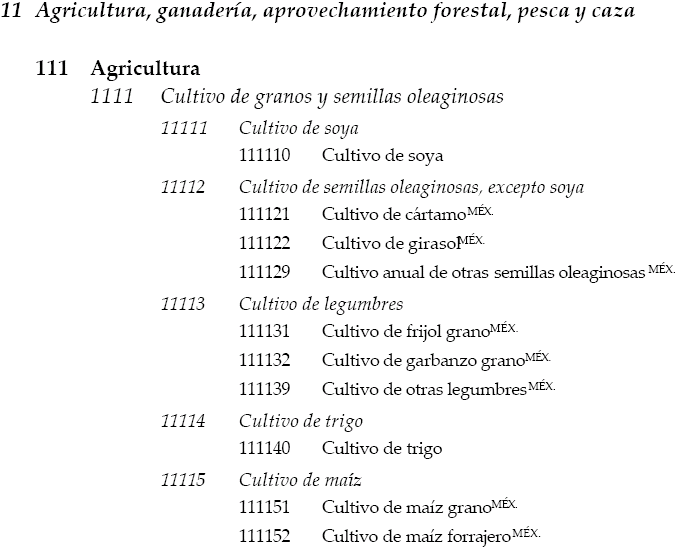 11 Agricultura, ganadería, aprovechamiento forestal, pesca y caza
111 Agricultura
1111 Cultivo de granos y semillas oleaginosas
11111 Cultivo de soya
111110 Cultivo de soya
11112 Cultivo de semillas oleaginosas, excepto soya
111121 Cultivo de cártamo MÉX.
111122 Cultivo de girasol MÉX.
111129 Cultivo anual de otras semillas oleaginosas MÉX.
11113 Cultivo de legumbres
111131 Cultivo de frijol grano MÉX.
111132 Cultivo de garbanzo grano MÉX.
111139 Cultivo de otras legumbres MÉX.
11114 Cultivo de trigo
111140 Cultivo de trigo
11115 Cultivo de maíz
111151 Cultivo de maíz grano MÉX.
111152 Cultivo de maíz forrajero MÉX.